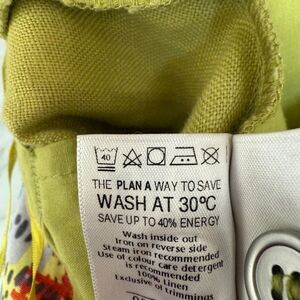 40
THE PLAN A WAY TO SAVE
WASH AT 30ºC
SAVE UP TO 40% ENERGY
Wash inside out
Iron on reverse side
Steam iron recommended
Use of colour care detergent
is recommended
100% Linen
Exclusive of trimmings